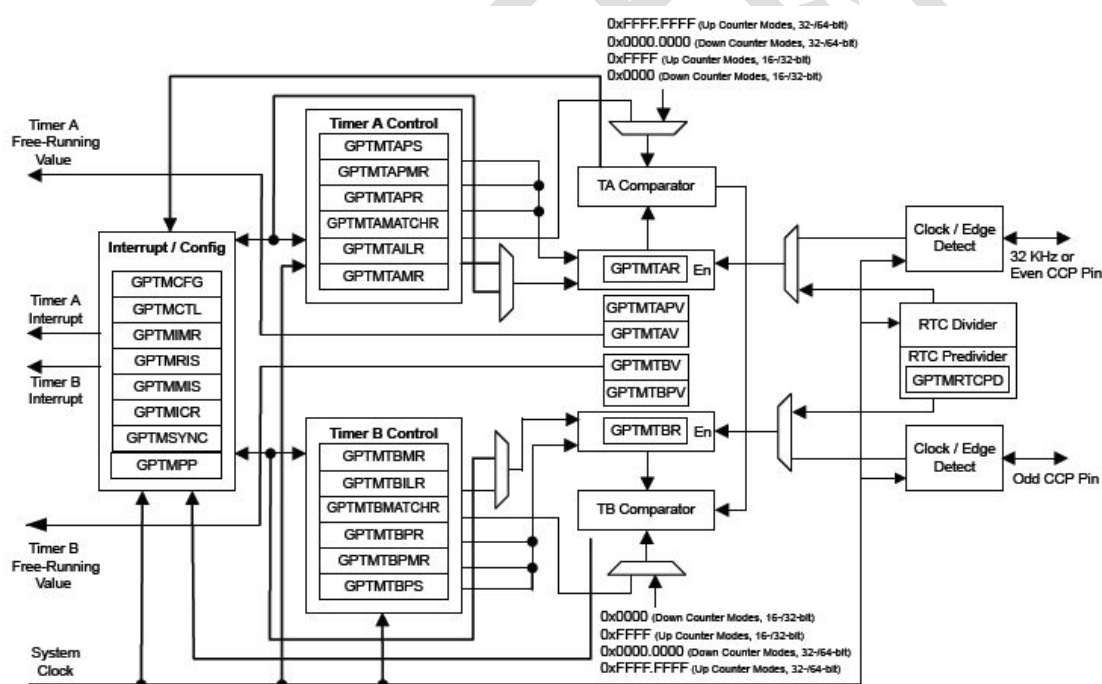 0xFFFF.FFFF (Up Counter Modes, 32-/64-bit)
0x0000.0000 (Down Counter Modes, 32-/64-bit)
0xFFFF (Up Counter Modes, 16-/32-bit)
0x0000 (Down Counter Modes, 16-/32-bit)
Timer A
Free-Running
Value
Timer A Control
GPTMTAPS
GPTMTAPMR
GPTMTAPR
GPTMTAMATCHR
GPTMTAILR
GPTMTAMR
TA Comparator
GPTMTAR
En
Clock / Edge
Detect
32 KHz or
Even CCP Pin
Interrupt / Config
GPTMCFG
GPTMCTL
GPTMIMR
GPTMRIS
GPTMMIS
GPTMICR
GPTMSYNC
GPTMPP
Timer A
Interrupt
Timer B
Interrupt
GPTMTAPV
GPTMTAV
GPTMTBV
GPTMTBPV
RTC Divider
RTC Predivider
GPTMRTCPD
Timer B Control
GPTMTBMR
GPTMTBILR
GPTMTBMATCHR
GPTMTBPR
GPTMTBPMR
GPTMTBPS
GPTMTBR
En
TB Comparator
Clock / Edge
Detect
Odd CCP Pin
Timer B
Free-Running
Value
0x0000 (Down Counter Modes, 16-/32-bit)
0xFFFF (Up Counter Modes, 16-/32-bit)
0x0000.0000 (Down Counter Modes, 32-/64-bit)
0xFFFF.FFFF (Up Counter Modes, 32-/64-bit)
System
Clock